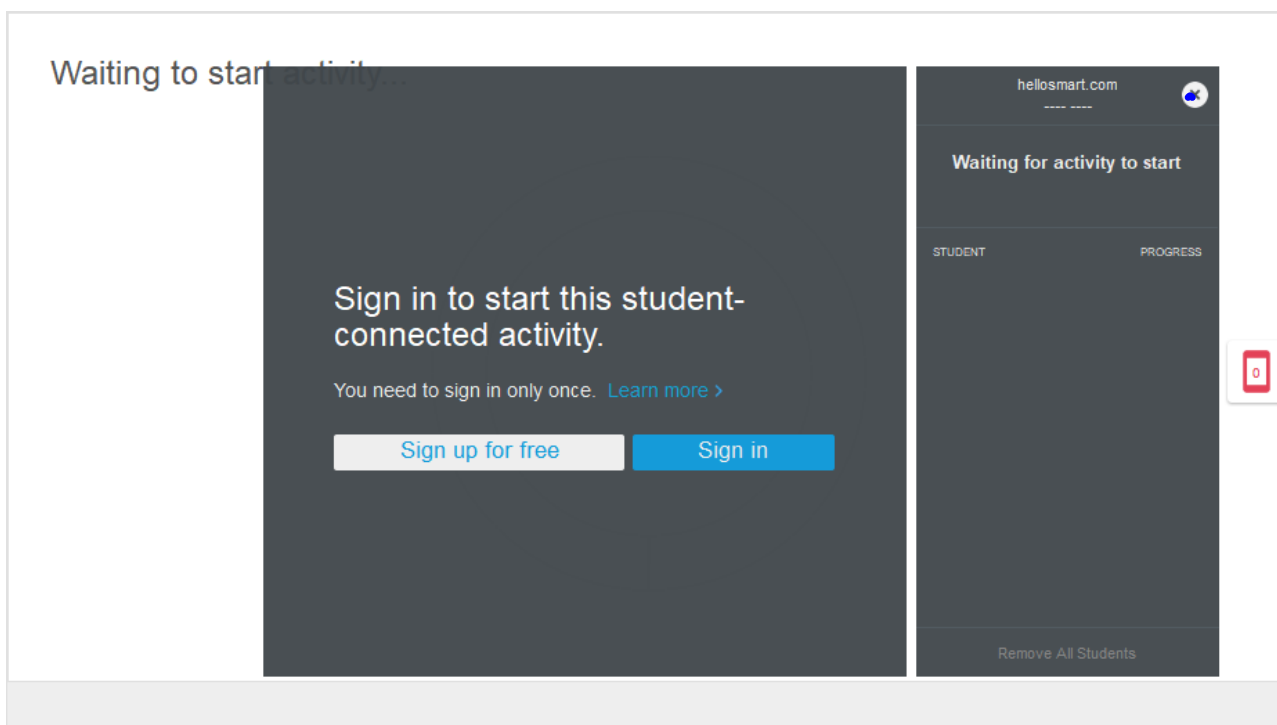 Waiting to start activity...
hellosmart.com
---- ----
Waiting for activity to start
STUDENT PROGRESS
Sign in to start this student-
connected activity.
You need to sign in only once. Learn more >
Sign up for free Sign in
0
Remove All Students